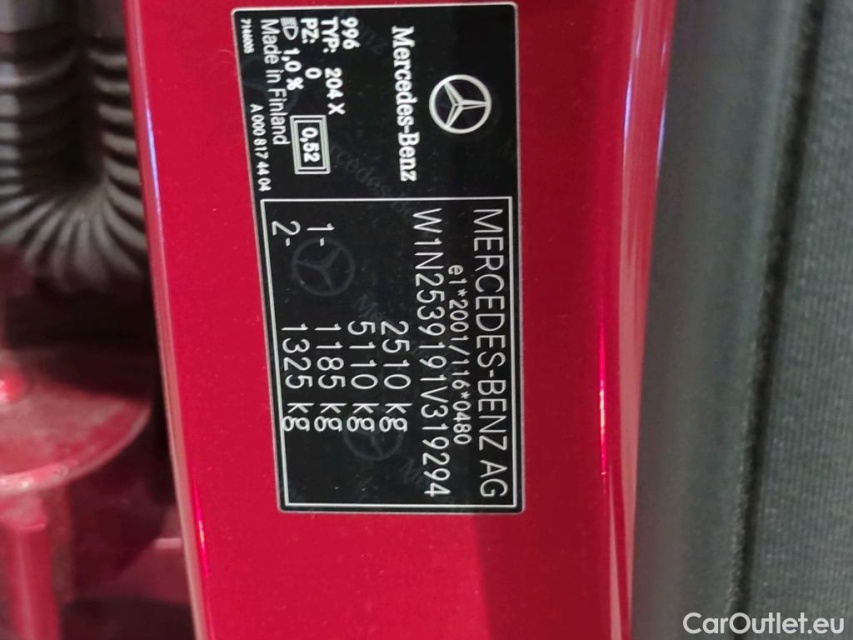 Mercedes-Benz
996
TYP: 204 X
PZ: 0
1,0 %
0,52
Made in Finland
7146005
A 000 817 44 04
MERCEDES-BENZ AG
e1*2001/116*0480
W1N2539191V319294
2510 kg
5110 kg
1- 1185 kg
2- 1325 kg
CarOutlet.eu